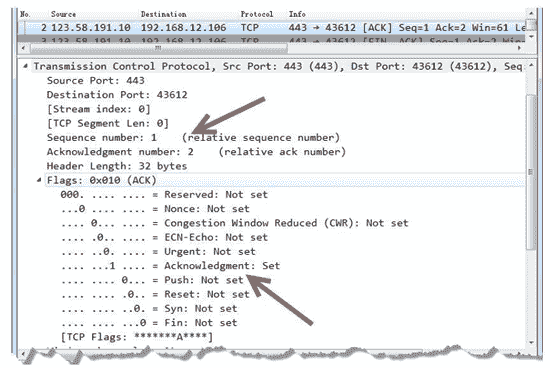 No. Source Destination Protocol Info
2 123.58.191.10 192.168.12.106 TCP 443 → 43612 [ACK] Seq=1 Ack=2 Win=61 Le
3 123.58.191.10 192.168.12.106 TCP 443 → 43612 [FIN, ACK]
Transmission Control Protocol, Src Port: 443 (443), Dst Port: 43612 (43612), Seq:
Source Port: 443
Destination Port: 43612
[Stream index: 0]
[TCP Segment Len: 0]
Sequence number: 1 (relative sequence number)
Acknowledgment number: 2 (relative ack number)
Header Length: 32 bytes
Flags: 0x010 (ACK)
000. .... .... = Reserved: Not set
...0 .... .... = Nonce: Not set
.... 0... .... = Congestion Window Reduced (CWR): Not set
.... .0.. .... = ECN-Echo: Not set
.... ..0. .... = Urgent: Not set
.... ...1 .... = Acknowledgment: Set
.... .... 0... = Push: Not set
.... .... .0.. = Reset: Not set
.... .... ..0. = Syn: Not set
.... .... ...0 = Fin: Not set
[TCP Flags: *******A****]